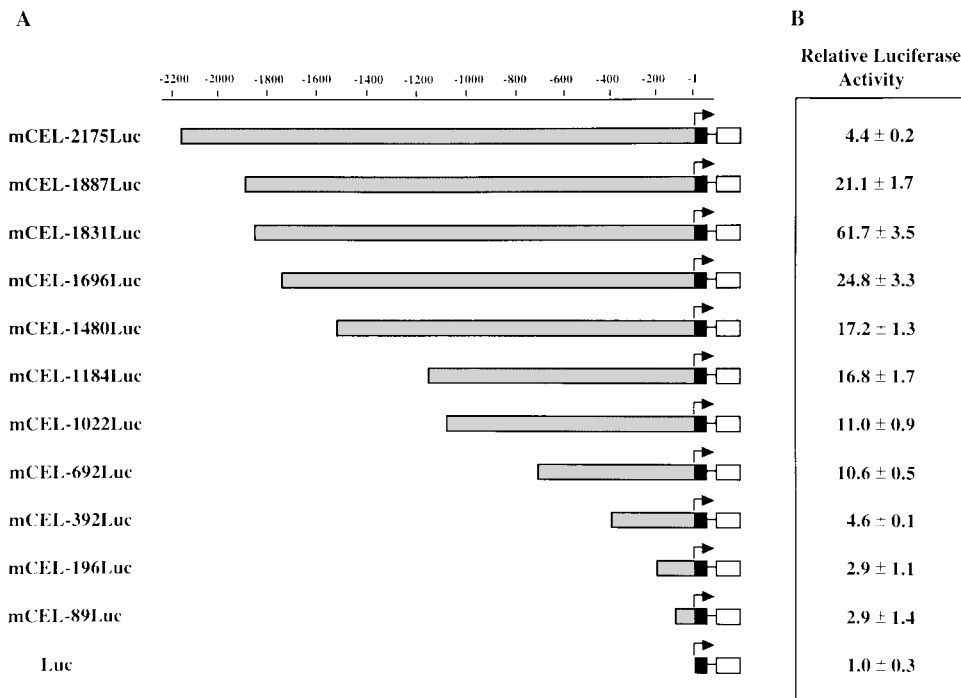 A
B
Relative Luciferase
Activity
-2200 -2000 -1800 -1600 -1400 -1200 -1000 -800 -600 -400 -200 -1
mCEL-2175Luc 4.4 ± 0.2
mCEL-1887Luc 21.1 ± 1.7
mCEL-1831Luc 61.7 ± 3.5
mCEL-1696Luc 24.8 ± 3.3
mCEL-1480Luc 17.2 ± 1.3
mCEL-1184Luc 16.8 ± 1.7
mCEL-1022Luc 11.0 ± 0.9
mCEL-692Luc 10.6 ± 0.5
mCEL-392Luc 4.6 ± 0.1
mCEL-196Luc 2.9 ± 1.1
mCEL-89Luc 2.9 ± 1.4
Luc 1.0 ± 0.3